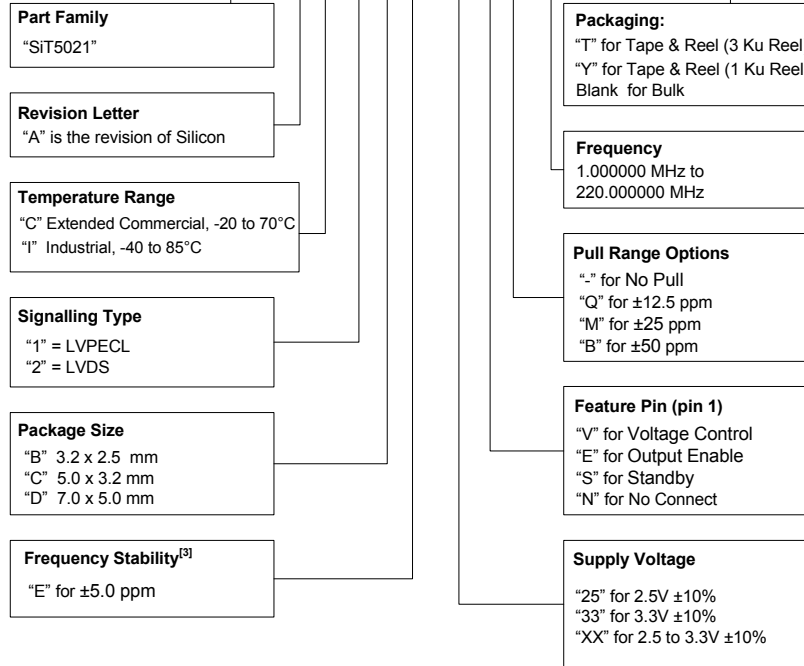 Part Family
“SiT5021”
Revision Letter
“A” is the revision of Silicon
Temperature Range
“C” Extended Commercial, -20 to 70°C
“I” Industrial, -40 to 85°C
Signalling Type
“1” = LVPECL
“2” = LVDS
Package Size
“B” 3.2 x 2.5 mm
“C” 5.0 x 3.2 mm
“D” 7.0 x 5.0 mm
Frequency Stability[3]
“E” for ±5.0 ppm
Packaging:
“T” for Tape & Reel (3 Ku Reel
“Y” for Tape & Reel (1 Ku Reel
Blank for Bulk
Frequency
1.000000 MHz to
220.000000 MHz
Pull Range Options
“-” for No Pull
“Q” for ±12.5 ppm
“M” for ±25 ppm
“B” for ±50 ppm
Feature Pin (pin 1)
“V” for Voltage Control
“E” for Output Enable
“S” for Standby
“N” for No Connect
Supply Voltage
“25” for 2.5V ±10%
“33” for 3.3V ±10%
“XX” for 2.5 to 3.3V ±10%